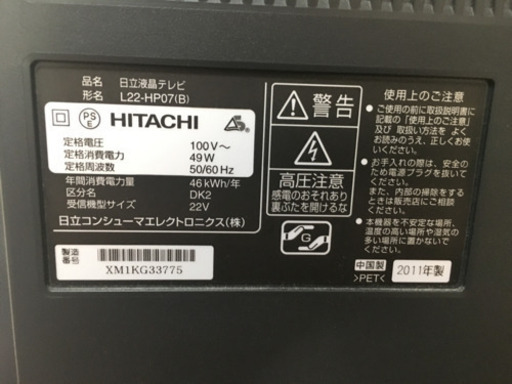 品名 日立液晶テレビ
形名 L22-HP07(B)
PS
E
HITACHI
定格電圧 100V～
定格消費電力 49W
定格周波数 50/60Hz
年間消費電力量 46kWh/年
区分名 DK2
受信機型サイズ 22V
日立コンシューマエレクトロニクス(株)
製造
番号
XM1KG33775
警告
高圧注意
感電のおそれあり
裏ぶたを開けるな
G
使用上のご注意
●ご使用の前に取扱説明書に
記載の「使用上のご注意」
及び 取扱い方法を よく
お読みのうえ、正しくお使
いください。
●お手入れの際は、安全の
ため電源プラグを抜いてく
ださい。
また、内部の掃除をする
ときは販売店にご相談く
ださい。
●本機器を不安定な場所、
温度の高い場所や、湿気の
多い場所に置かないで
ください。
中国製
>PET<
2011年製